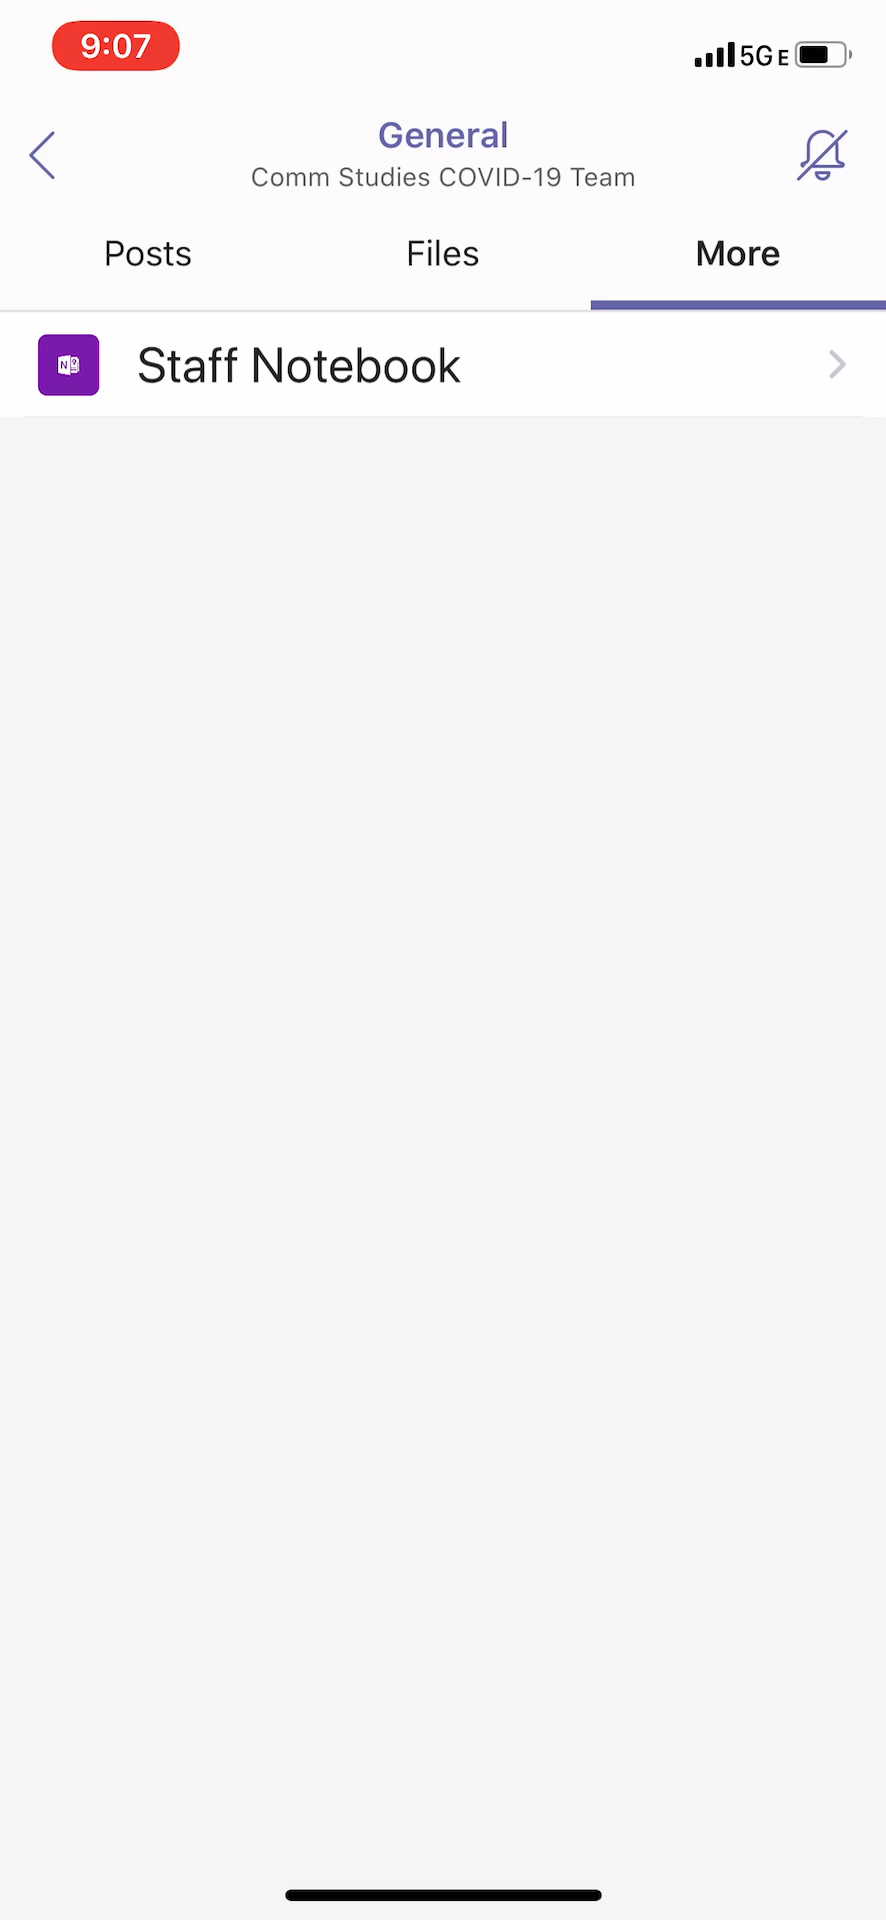 9:07
5G E
General
Comm Studies COVID-19 Team
Posts Files More
N
Staff Notebook